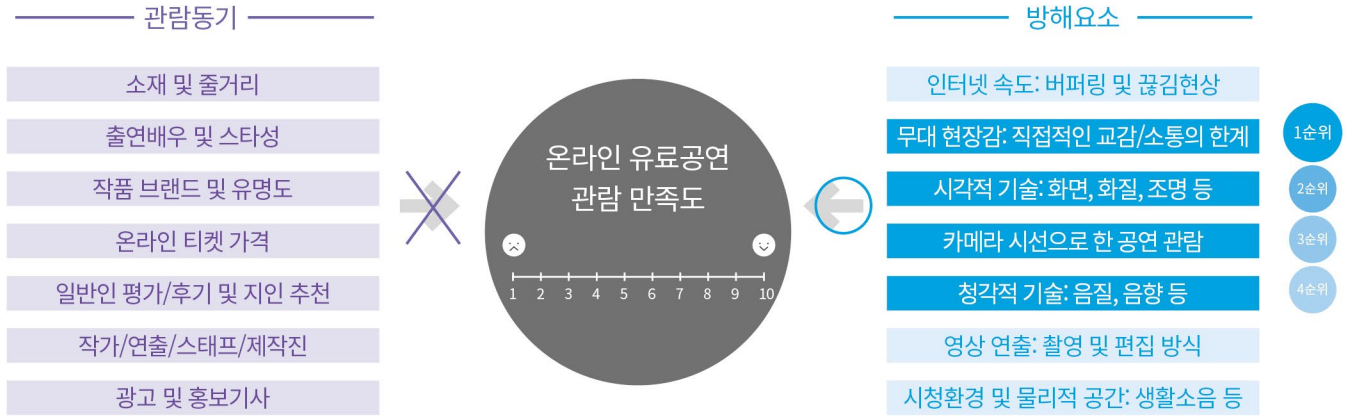 관람동기
소재 및 줄거리
출연배우 및 스타성
작품 브랜드 및 유명도
온라인 티켓 가격
일반인 평가/후기 및 지인 추천
작가/연출/스태프/제작진
광고 및 홍보기사
온라인 유료공연
관람 만족도
1 2 3 4 5 6 7 8 9 10
방해요소
인터넷 속도: 버퍼링 및 끊김현상
무대 현장감: 직접적인 교감/소통의 한계
1순위
시각적 기술: 화면, 화질, 조명 등
2순위
카메라 시선으로 한 공연 관람
3순위
청각적 기술: 음질, 음향 등
4순위
영상 연출: 촬영 및 편집 방식
시청환경 및 물리적 공간: 생활소음 등